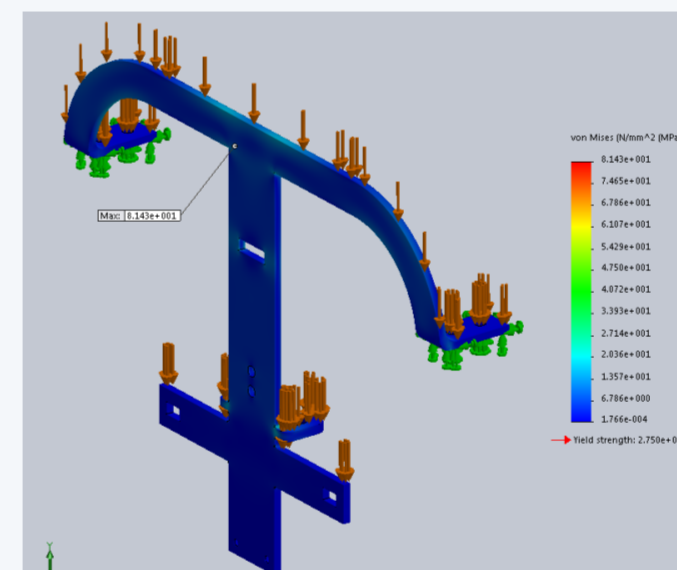 von Mises (N/mm^2 (MPa
8.143e+001
7.465e+001
6.786e+001
6.107e+001
5.429e+001
4.750e+001
4.072e+001
3.393e+001
2.714e+001
2.036e+001
1.357e+001
6.786e+000
1.766e-004
Yield strength: 2.750e+0
Max: 8.143e+001
Y